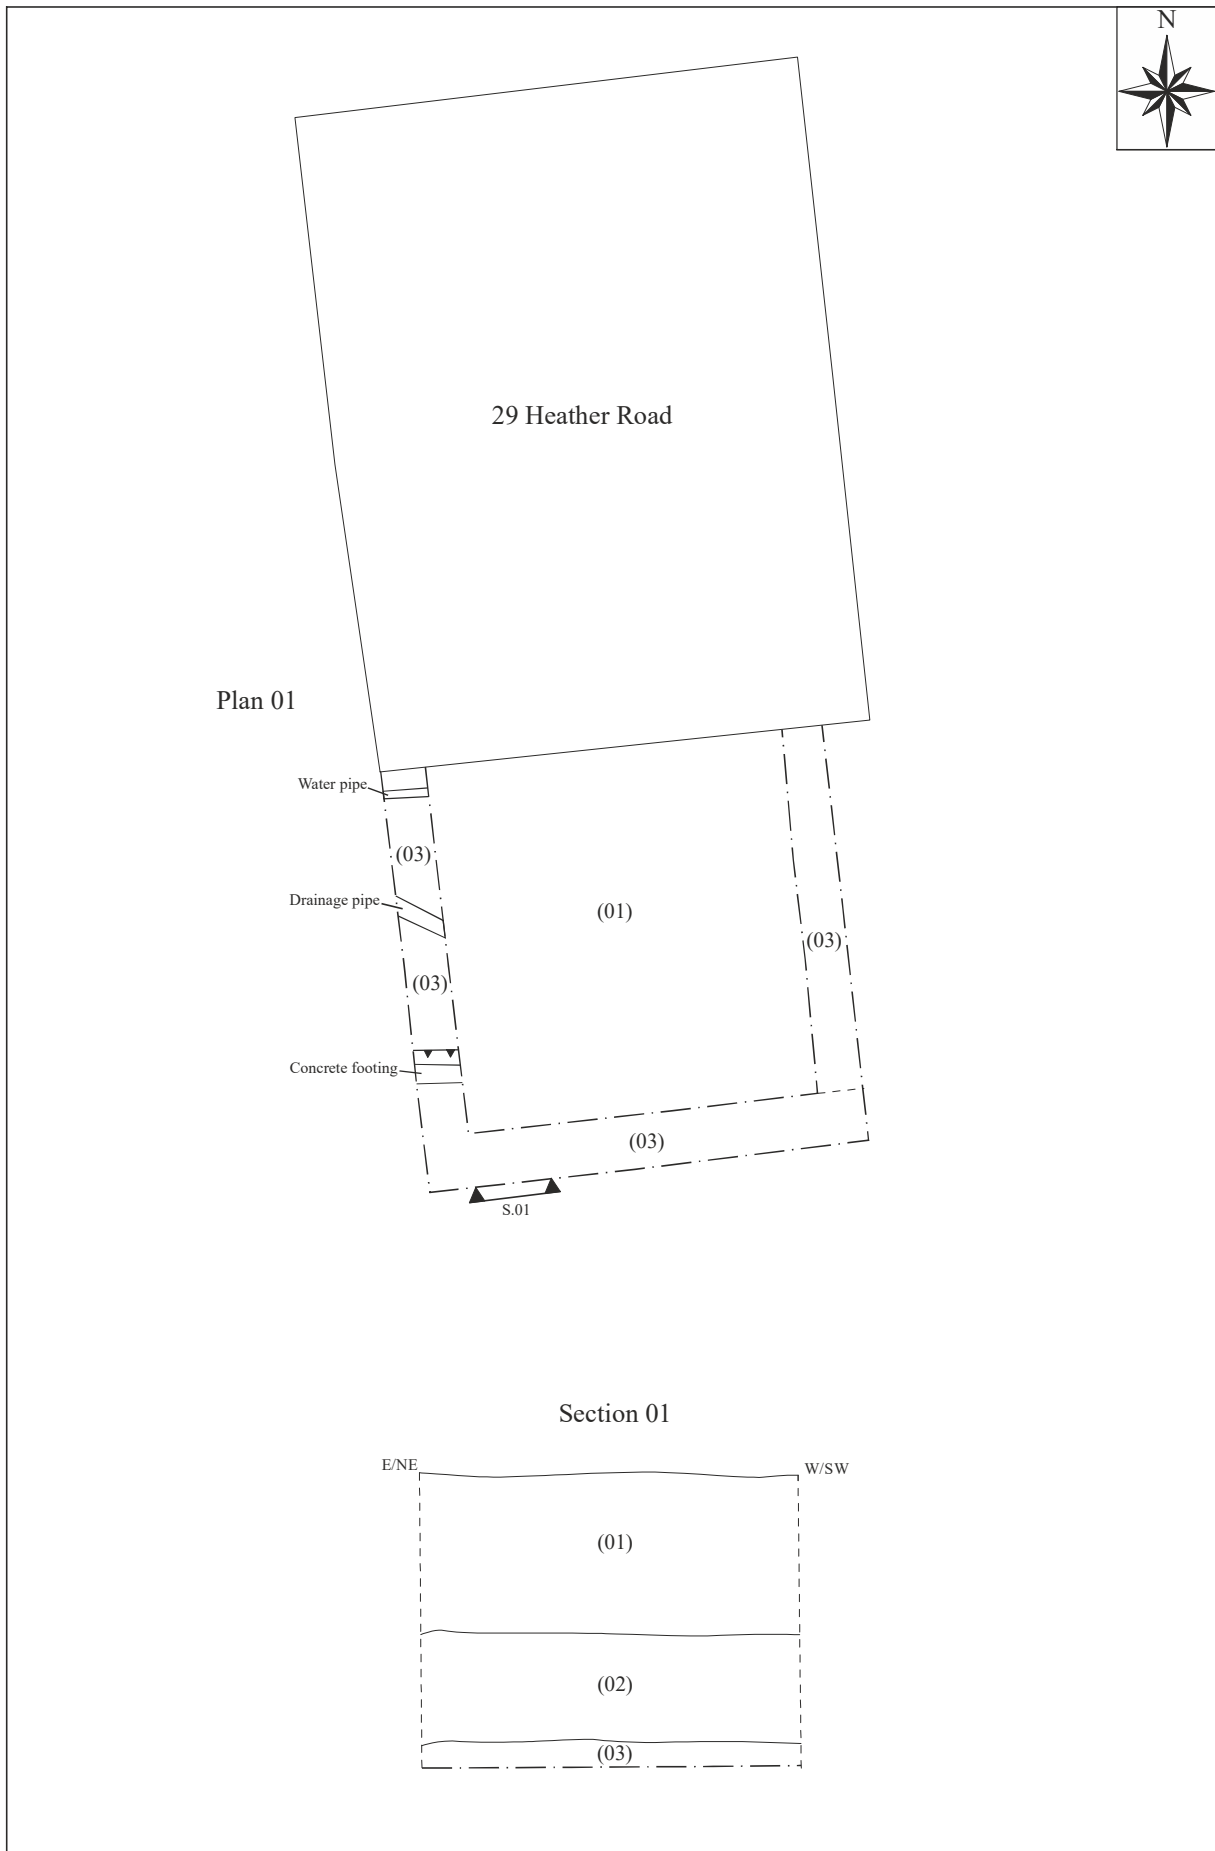 N
29 Heather Road
Plan 01
Water pipe
(03)
Drainage pipe
(01)
(03)
(03)
Concrete footing
(03)
S.01
Section 01
E/NE
W/SW
(01)
(02)
(03)